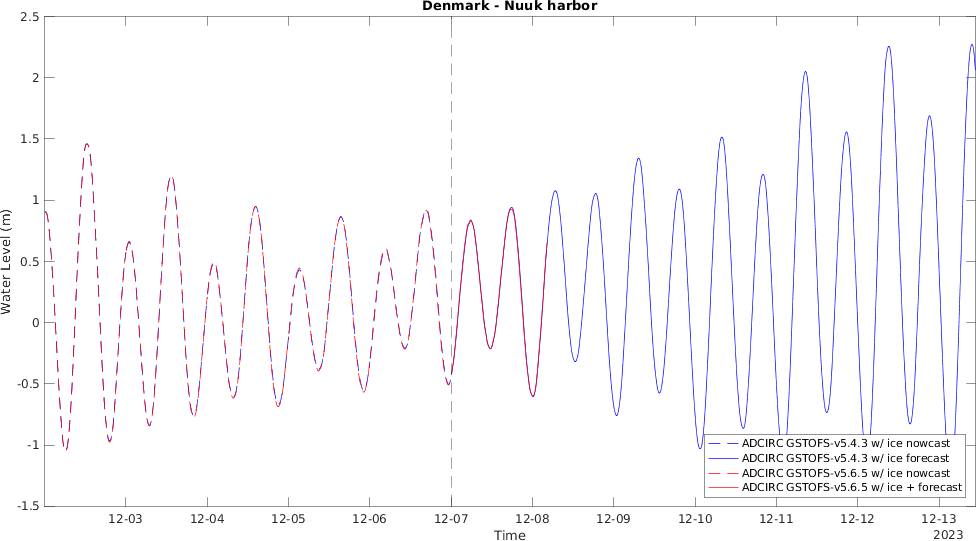 Denmark - Nuuk harbor
2.5
2
1.5
1
0.5
0
-0.5
-1
-1.5
Water Level (m)
12-03 12-04 12-05 12-06 12-07 12-08 12-09 12-10 12-11 12-12 12-13
Time
2023
ADCIRC GSTOFS-v5.4.3 w/ ice nowcast
ADCIRC GSTOFS-v5.4.3 w/ ice forecast
ADCIRC GSTOFS-v5.6.5 w/ ice nowcast
ADCIRC GSTOFS-v5.6.5 w/ ice + forecast